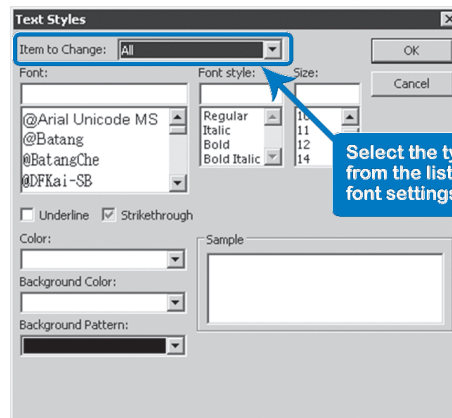 Text Styles
Item to Change: All
OK
Cancel
Font: Font style: Size:
@Arial Unicode MS
@Batang
@BatangChe
@DFKai-SB
Regular
Italic
Bold
Bold Italic
10
11
12
14
Select the
from the list
font settings
Underline Strikethrough
Color:
Sample
Background Color:
Background Pattern: